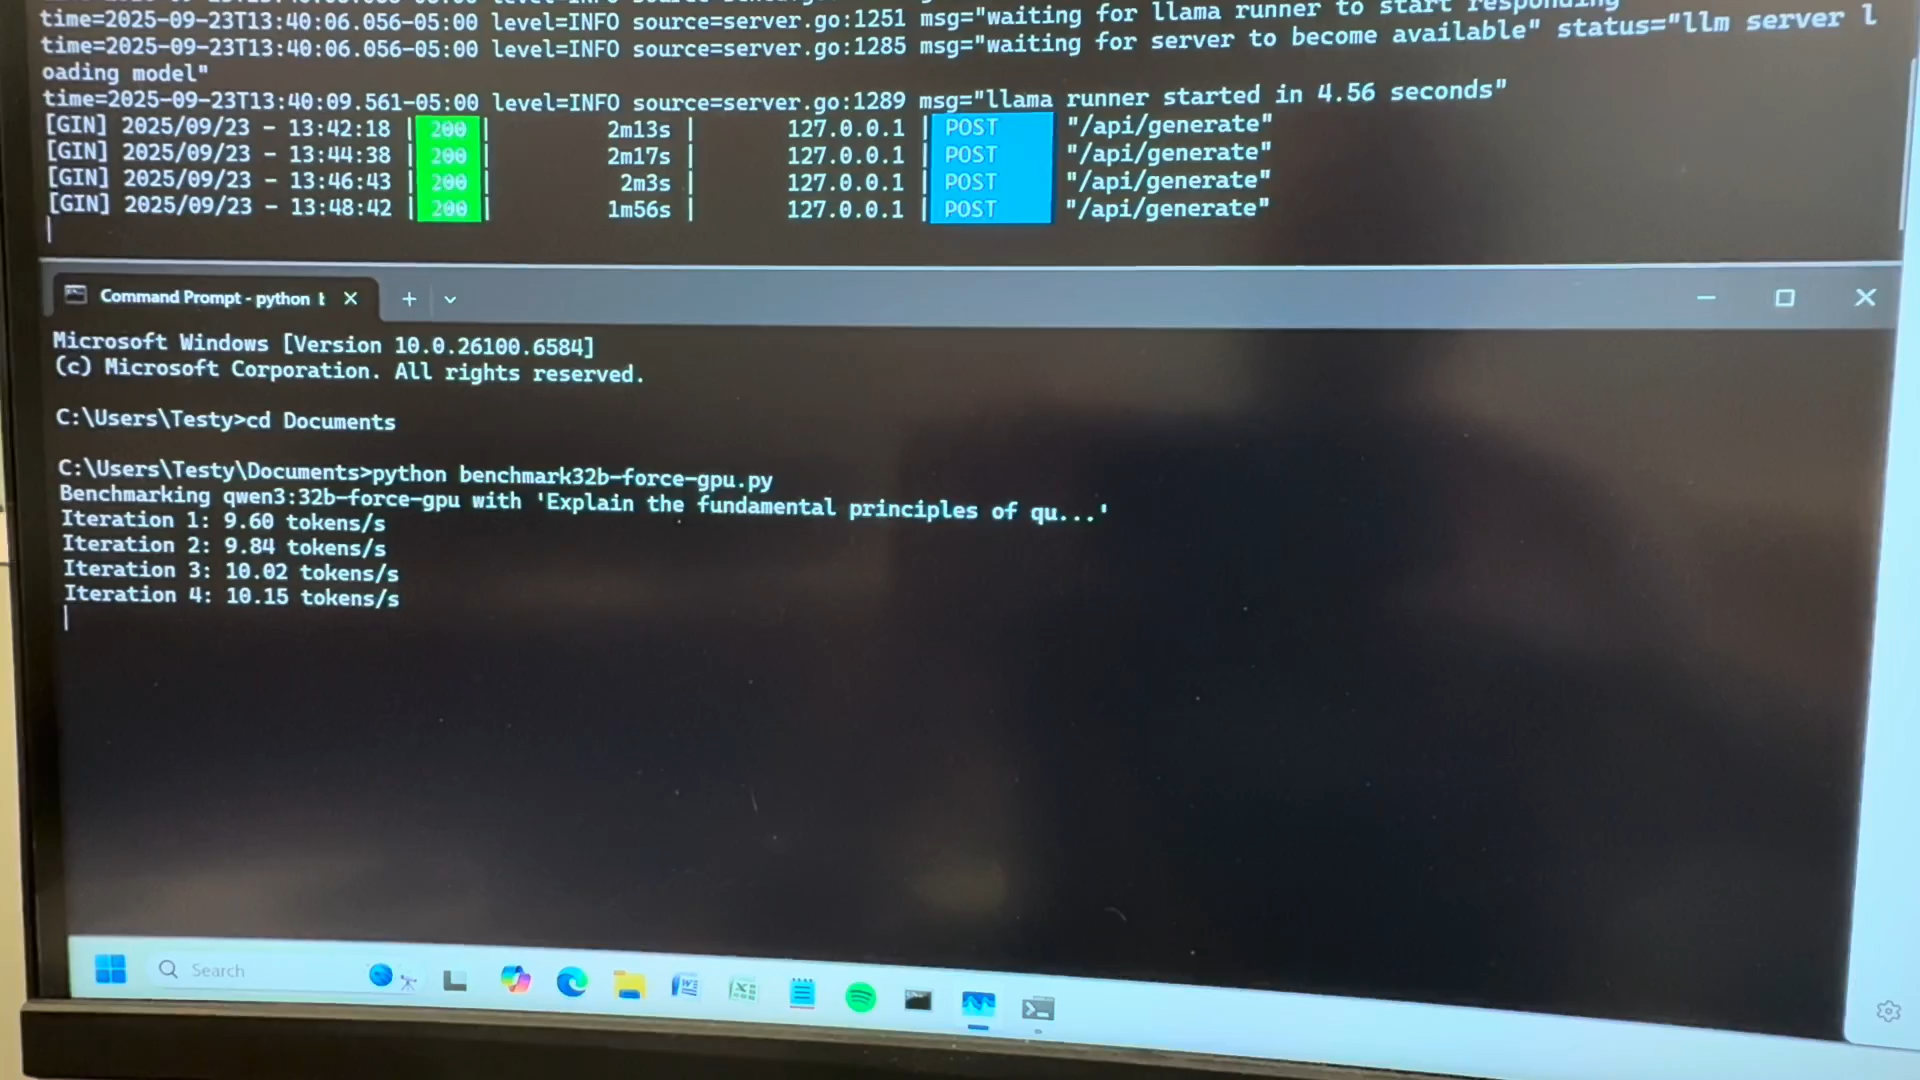 time=2025-09-23T13:40:06.056-05:00 level=INFO source=server.go:1251 msg="waiting for llama runner to start responding
time=2025-09-23T13:40:06.056-05:00 level=INFO source=server.go:1285 msg="waiting for server to become available" status="llm server l
oading model"
time=2025-09-23T13:40:09.561-05:00 level=INFO source=server.go:1289 msg="llama runner started in 4.56 seconds"
[GIN] 2025/09/23 - 13:42:18 | 200 | 2m13s | 127.0.0.1 | POST "/api/generate"
[GIN] 2025/09/23 - 13:44:38 | 200 | 2m17s | 127.0.0.1 | POST "/api/generate"
[GIN] 2025/09/23 - 13:46:43 | 200 | 2m3s | 127.0.0.1 | POST "/api/generate"
[GIN] 2025/09/23 - 13:48:42 | 200 | 1m56s | 127.0.0.1 | POST "/api/generate"
Command Prompt - python
Microsoft Windows [Version 10.0.26100.6584]
(c) Microsoft Corporation. All rights reserved.
C:\Users\Testy>cd Documents
C:\Users\Testy\Documents>python benchmark32b-force-gpu.py
Benchmarking qwen3:32b-force-gpu with 'Explain the fundamental principles of qu...'
Iteration 1: 9.60 tokens/s
Iteration 2: 9.84 tokens/s
Iteration 3: 10.02 tokens/s
Iteration 4: 10.15 tokens/s
Search